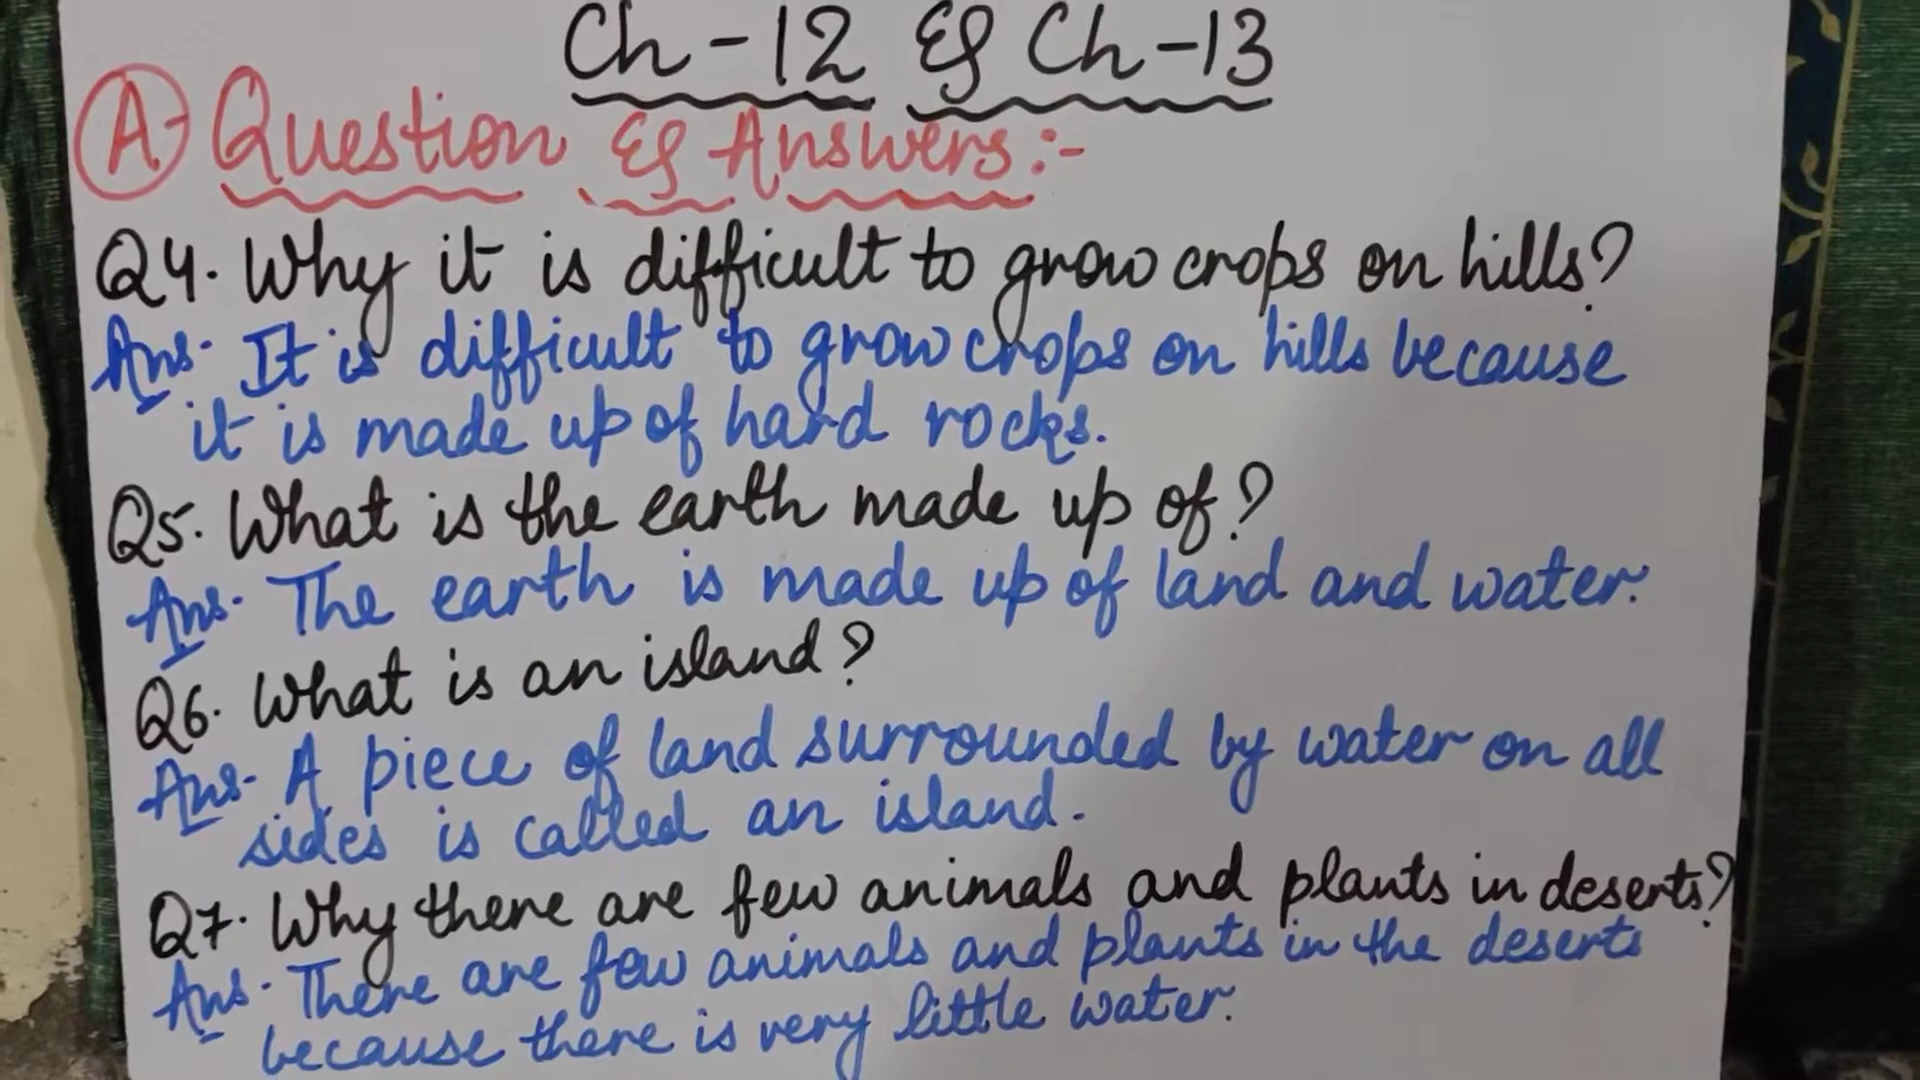 Ch-12 & Ch-13
A- Question & Answers:-
Q4. Why it is difficult to grow crops on hills?
Ans- It is difficult to grow crops on hills because
it is made up of hard rocks.
Q5. What is the earth made up of?
Ans- The earth is made up of land and water.
Q6. What is an island?
Ans- A piece of land surrounded by water on all
sides is called an island.
Q7. Why there are few animals and plants in deserts?
Ans- There are few animals and plants in the deserts
because there is very little water.